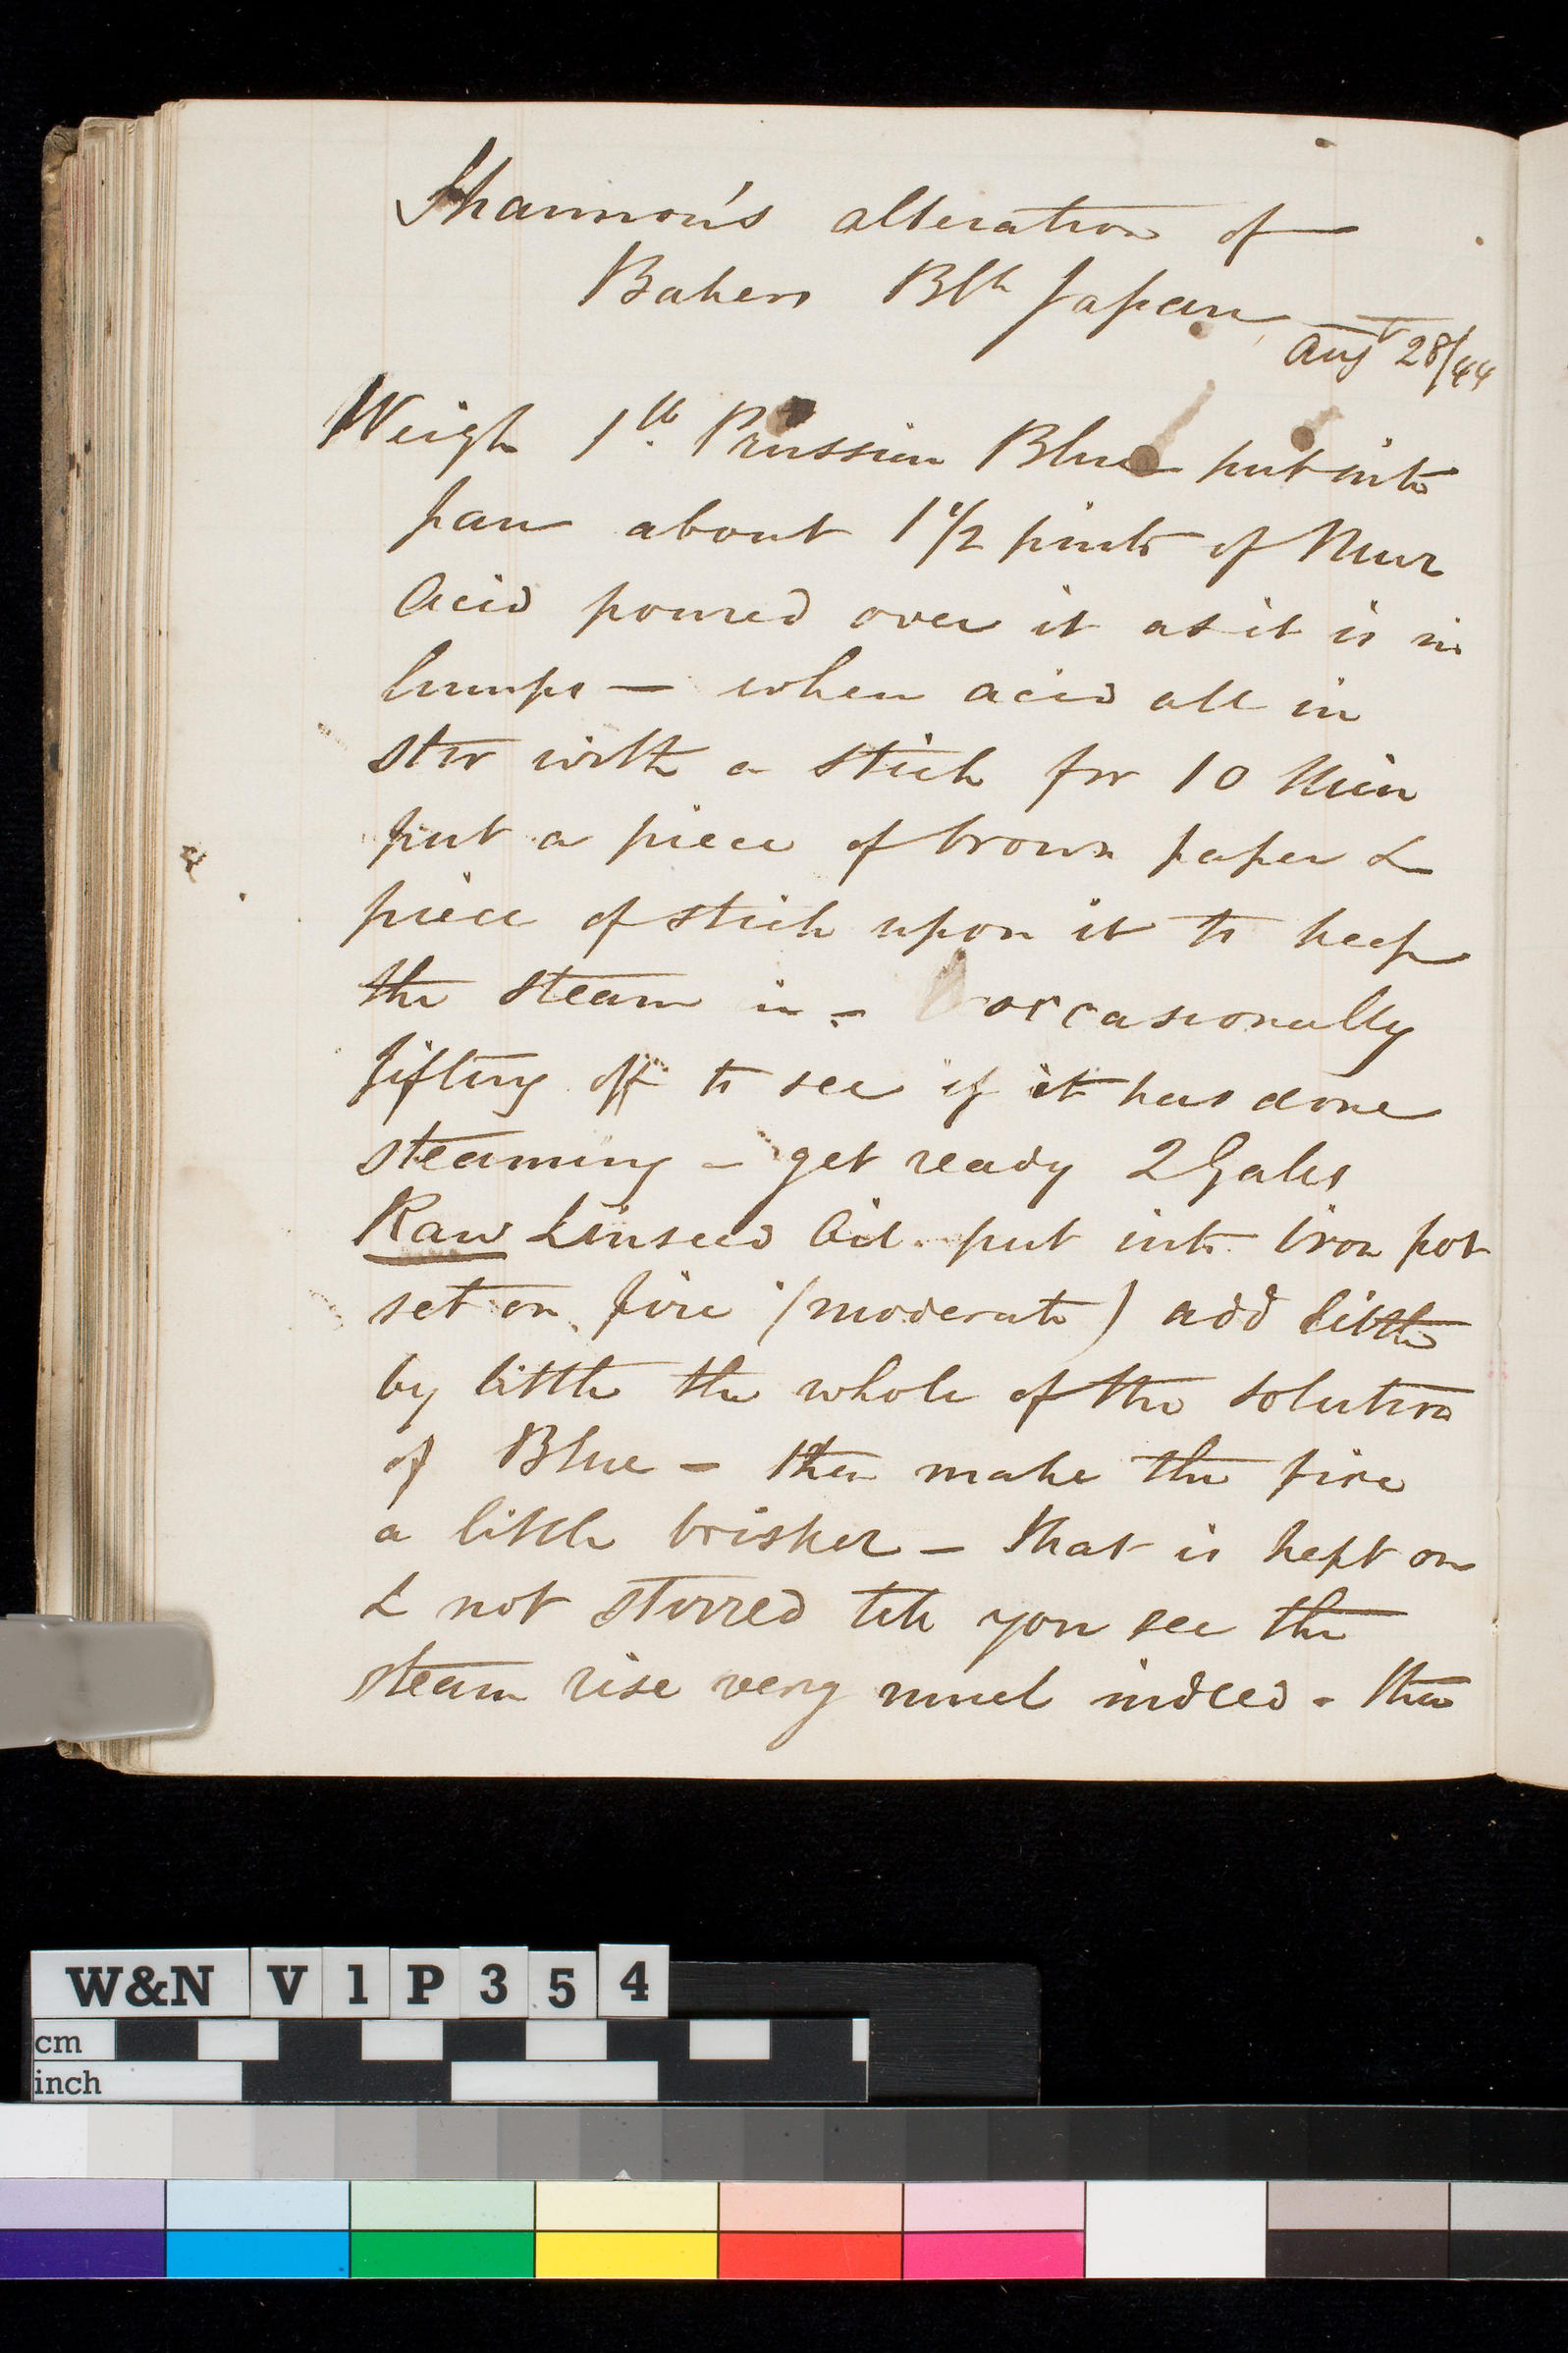 Shannon's alteration of
Bakers Blk Japan
Augt 28/44
Weigh 1lb. Prussian Blue put into
pan about 1 1/2 pints of Mur
Acid poured over it as it is in
lumps — when acid all in
stir with a stick for 10 Min
put a piece of brown paper &
piece of stick upon it to keep
the steam in - occasionally
lifting off to see if it has done
steaming - get ready 2 Galls
Raw Linseed Oil put into Iron pot
set on fire (moderate) add little
by little the whole of the solution
of Blue - then make the fire
a little brisker - that is kept on
& not stirred till you see the
steam rise very much indeed - then
W&N V1P354
cm
inch